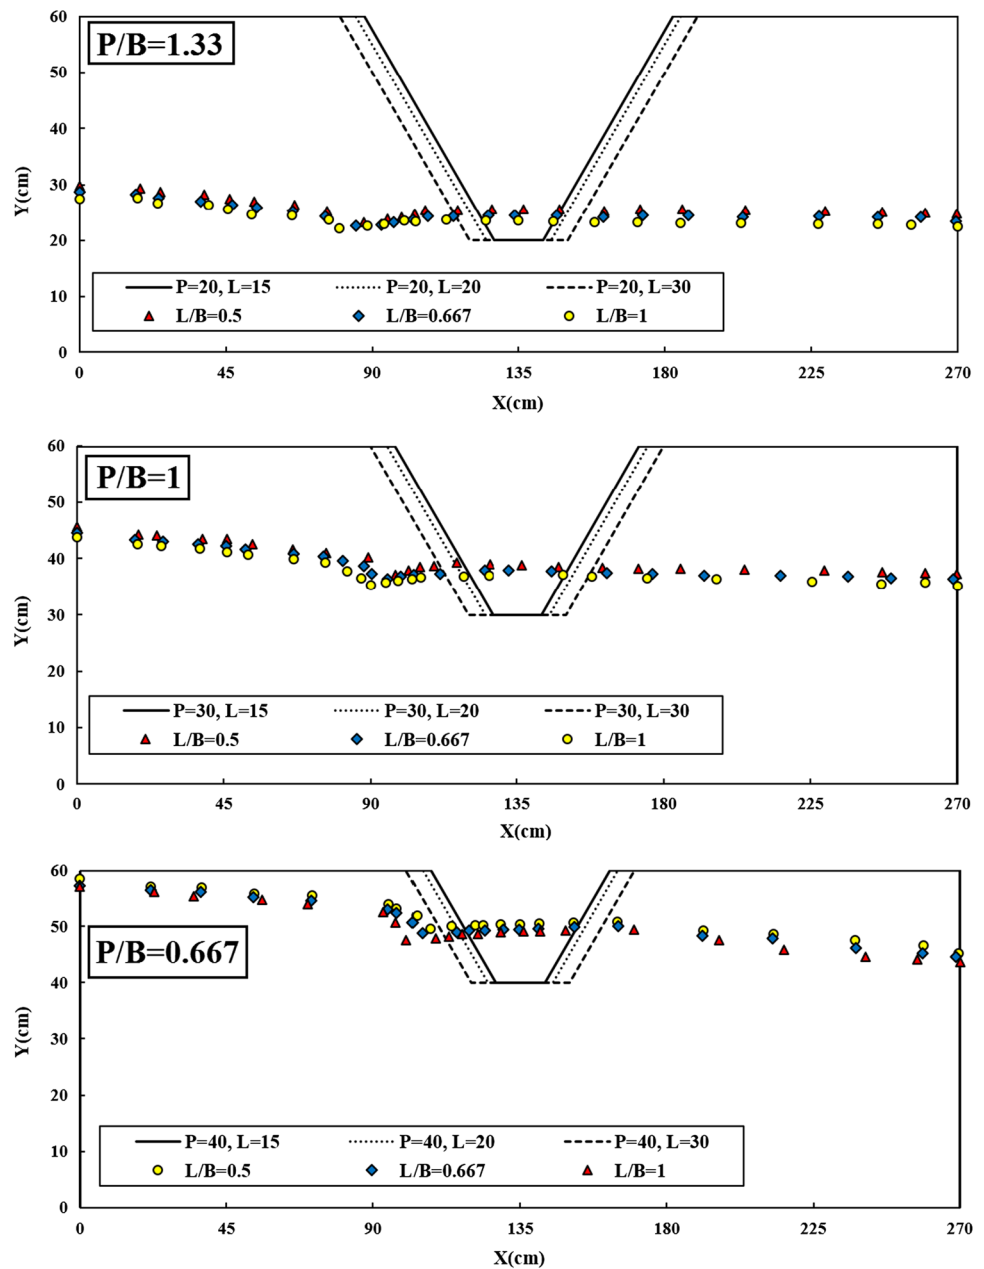 P/B=1.33
60
50
40
30
20
10
0
Y(cm)
P=20, L=15 P=20, L=20 P=20, L=30
L/B=0.5 L/B=0.667 L/B=1
0 45 90 135 180 225 270
X(cm)
P/B=1
60
50
40
30
20
10
0
Y(cm)
P=30, L=15 P=30, L=20 P=30, L=30
L/B=0.5 L/B=0.667 L/B=1
0 45 90 135 180 225 270
X(cm)
P/B=0.667
60
50
40
30
20
10
0
Y(cm)
P=40, L=15 P=40, L=20 P=40, L=30
L/B=0.5 L/B=0.667 L/B=1
0 45 90 135 180 225 270
X(cm)